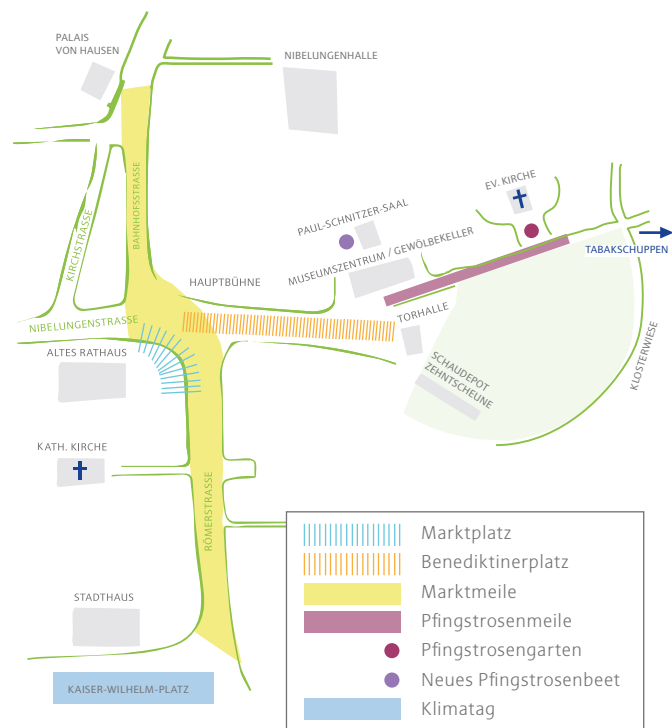 PALAIS
VON HAUSEN
NIBELUNGENHALLE
BAHNHOFSTRASSE
KIRCHSTRASSE
EV. KIRCHE
PAUL-SCHNITZER-SAAL
MUSEUMSZENTRUM / GEWÖLBEKELLER
TABAKSCHUPPEN
HAUPTBÜHNE
NIBELUNGENSTRASSE
TORHALLE
ALTES RATHAUS
SCHAUDEPOT
ZEHNTSCHEUNE
KLOSTERWIESE
KATH. KIRCHE
RÖMERSTRASSE
STADTHAUS
KAISER-WILHELM-PLATZ
Marktplatz
Benediktinerplatz
Marktmeile
Pfingstrosenmeile
Pfingstrosengarten
Neues Pfingstrosenbeet
Klimatag